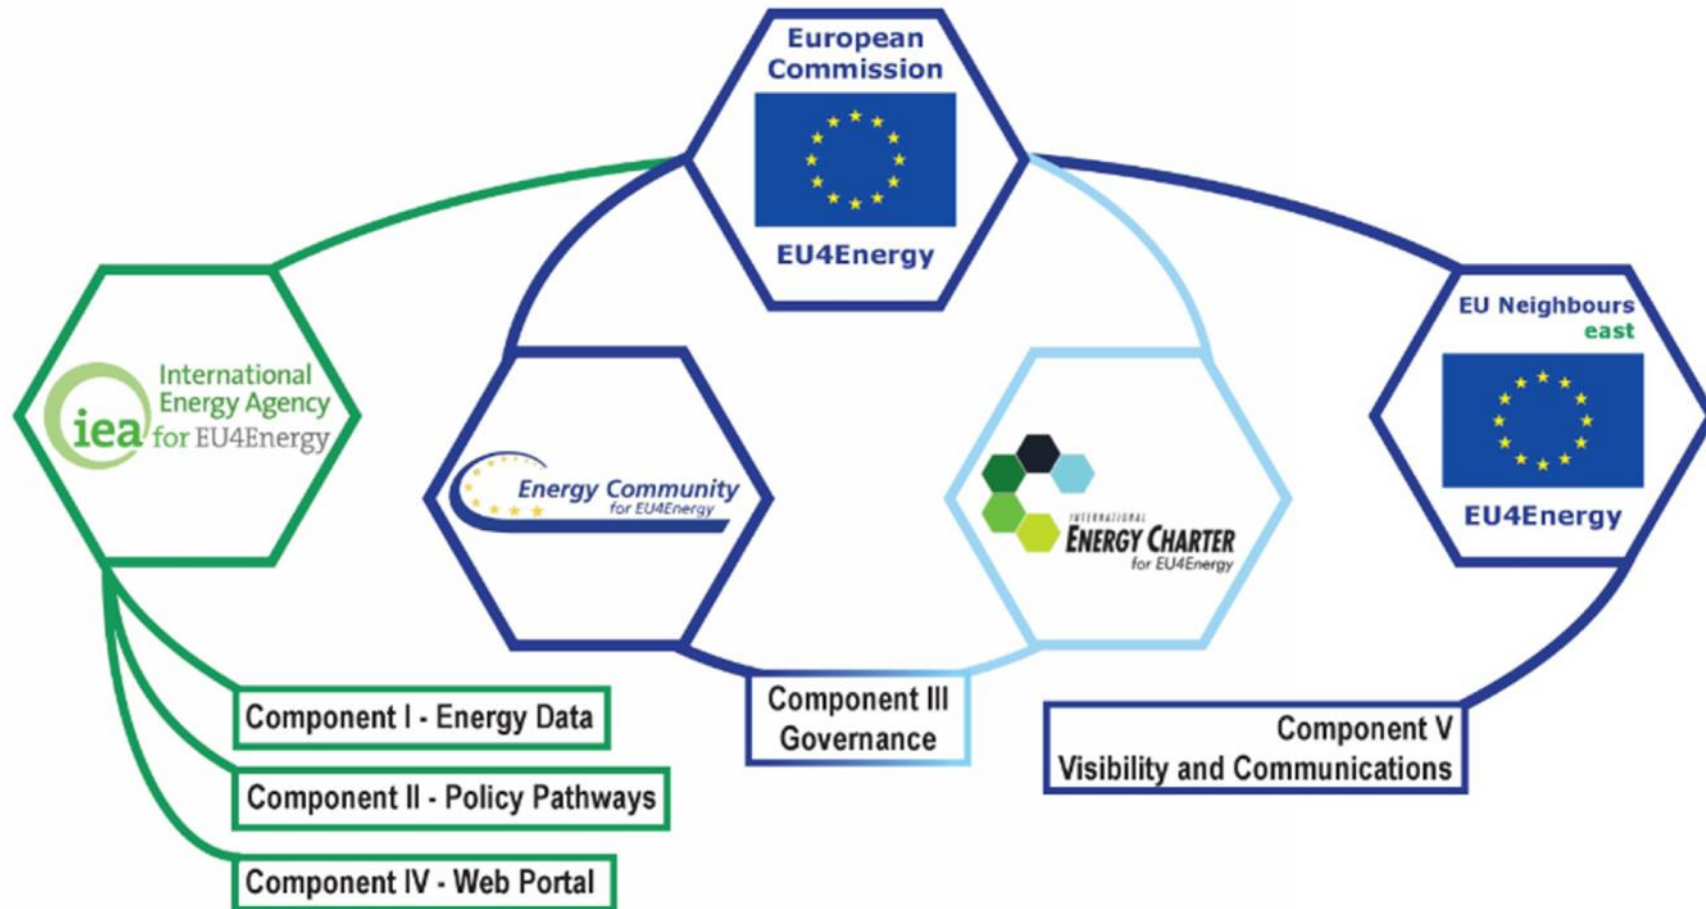 European
Commission
EU4Energy
International
Energy Agency
iea for EU4Energy
Energy Community
for EU4Energy
INTERNATIONAL
ENERGY CHARTER
for EU4Energy
EU Neighbours
east
EU4Energy
Component I - Energy Data
Component II - Policy Pathways
Component IV - Web Portal
Component III
Governance
Component V
Visibility and Communications